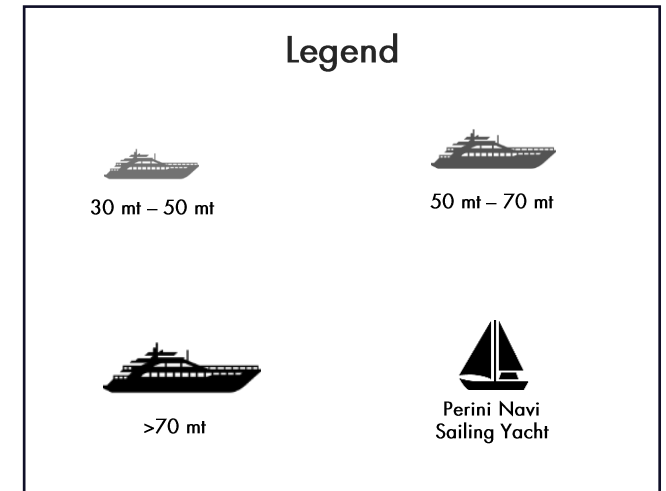 Legend
30 mt – 50 mt
50 mt – 70 mt
>70 mt
Perini Navi
Sailing Yacht